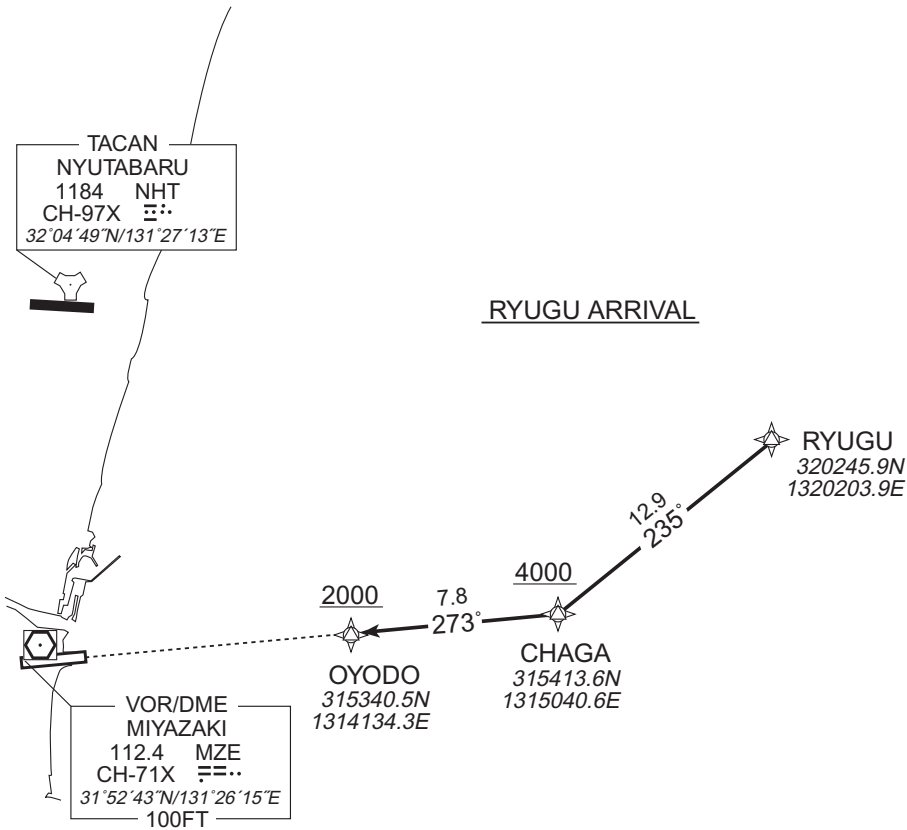 TACAN
NYUTABARU
1184 NHT
CH-97X
32°04´49˝N/131°27´13˝E
RYUGU ARRIVAL
RYUGU
320245.9N
1320203.9E
12.9
235°
4000
7.8
273°
2000
CHAGA
315413.6N
1315040.6E
OYODO
315340.5N
1314134.3E
VOR/DME
MIYAZAKI
112.4 MZE
CH-71X
31°52´43˝N/131°26´15˝E
100FT